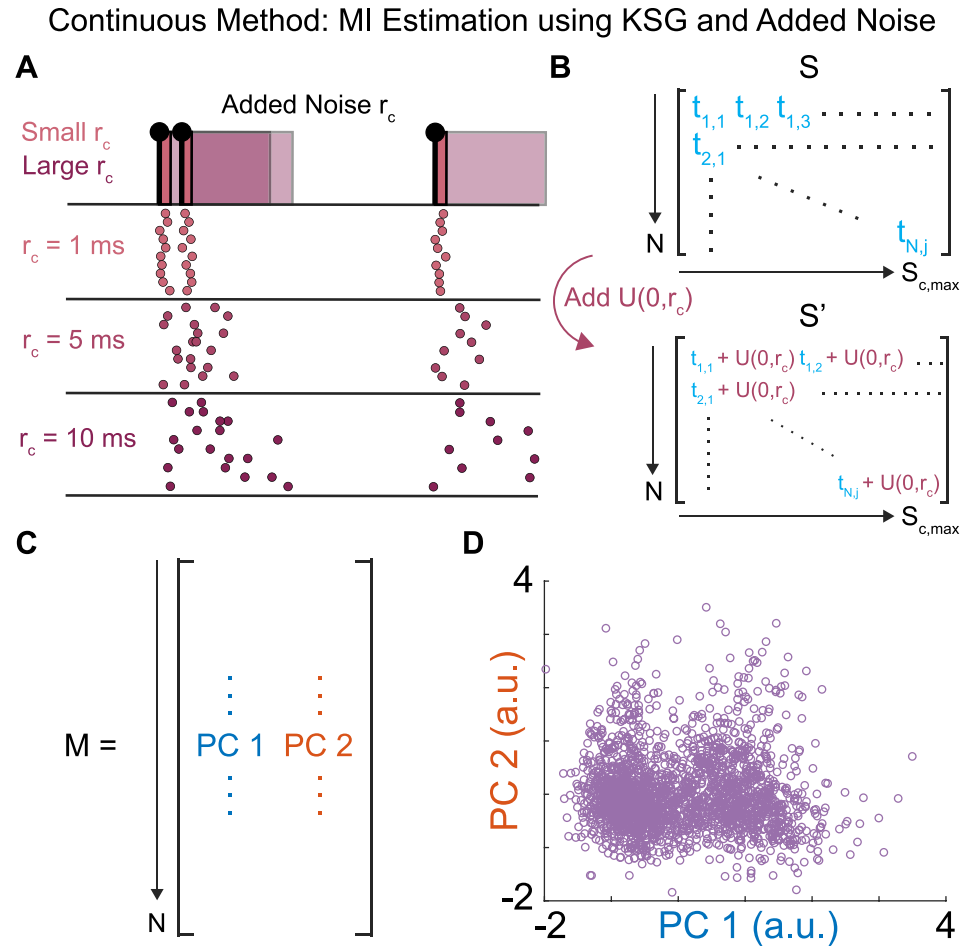 Continuous Method: MI Estimation using KSG and Added Noise
A
Added Noise r_c
Small r_c
Large r_c
r_c = 1 ms
r_c = 5 ms
r_c = 10 ms
B
S
t_1,1 t_1,2 t_1,3
t_2,1
t_N,j
N
S_c,max
Add U(0,r_c)
S'
t_1,1 + U(0,r_c) t_1,2 + U(0,r_c)
t_2,1 + U(0,r_c)
t_N,j + U(0,r_c)
N
S_c,max
C
M =
PC 1 PC 2
N
D
4
PC 2 (a.u.)
-2
-2
PC 1 (a.u.)
4